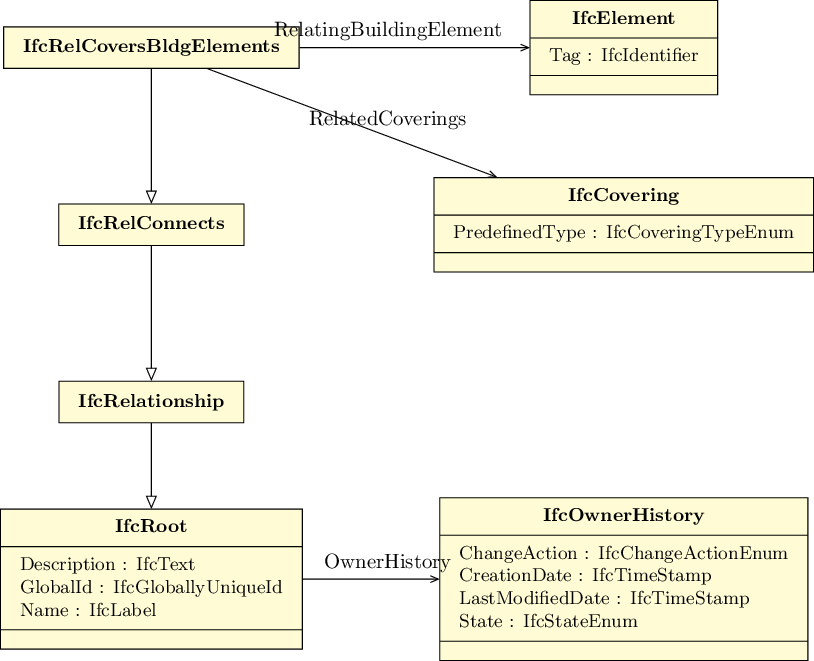 IfcRelCoversBldgElements
RelatingBuildingElement
IfcElement
Tag : IfcIdentifier
RelatedCoverings
IfcCovering
PredefinedType : IfcCoveringTypeEnum
IfcRelConnects
IfcRelationship
IfcRoot
Description : IfcText
GlobalId : IfcGloballyUniqueId
Name : IfcLabel
OwnerHistory
IfcOwnerHistory
ChangeAction : IfcChangeActionEnum
CreationDate : IfcTimeStamp
LastModifiedDate : IfcTimeStamp
State : IfcStateEnum